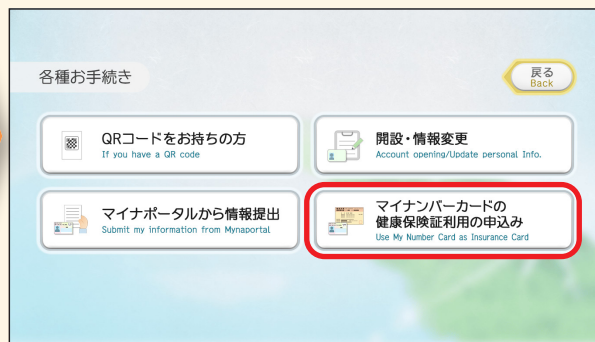 各種お手続き
戻る
Back
QRコードをお持ちの方
If you have a QR code
開設・情報変更
Account opening/Update personal Info.
マイナポータルから情報提出
Submit my information from Mynaportal
マイナンバーカードの
健康保険証利用の申込み
Use My Number Card as Insurance Card